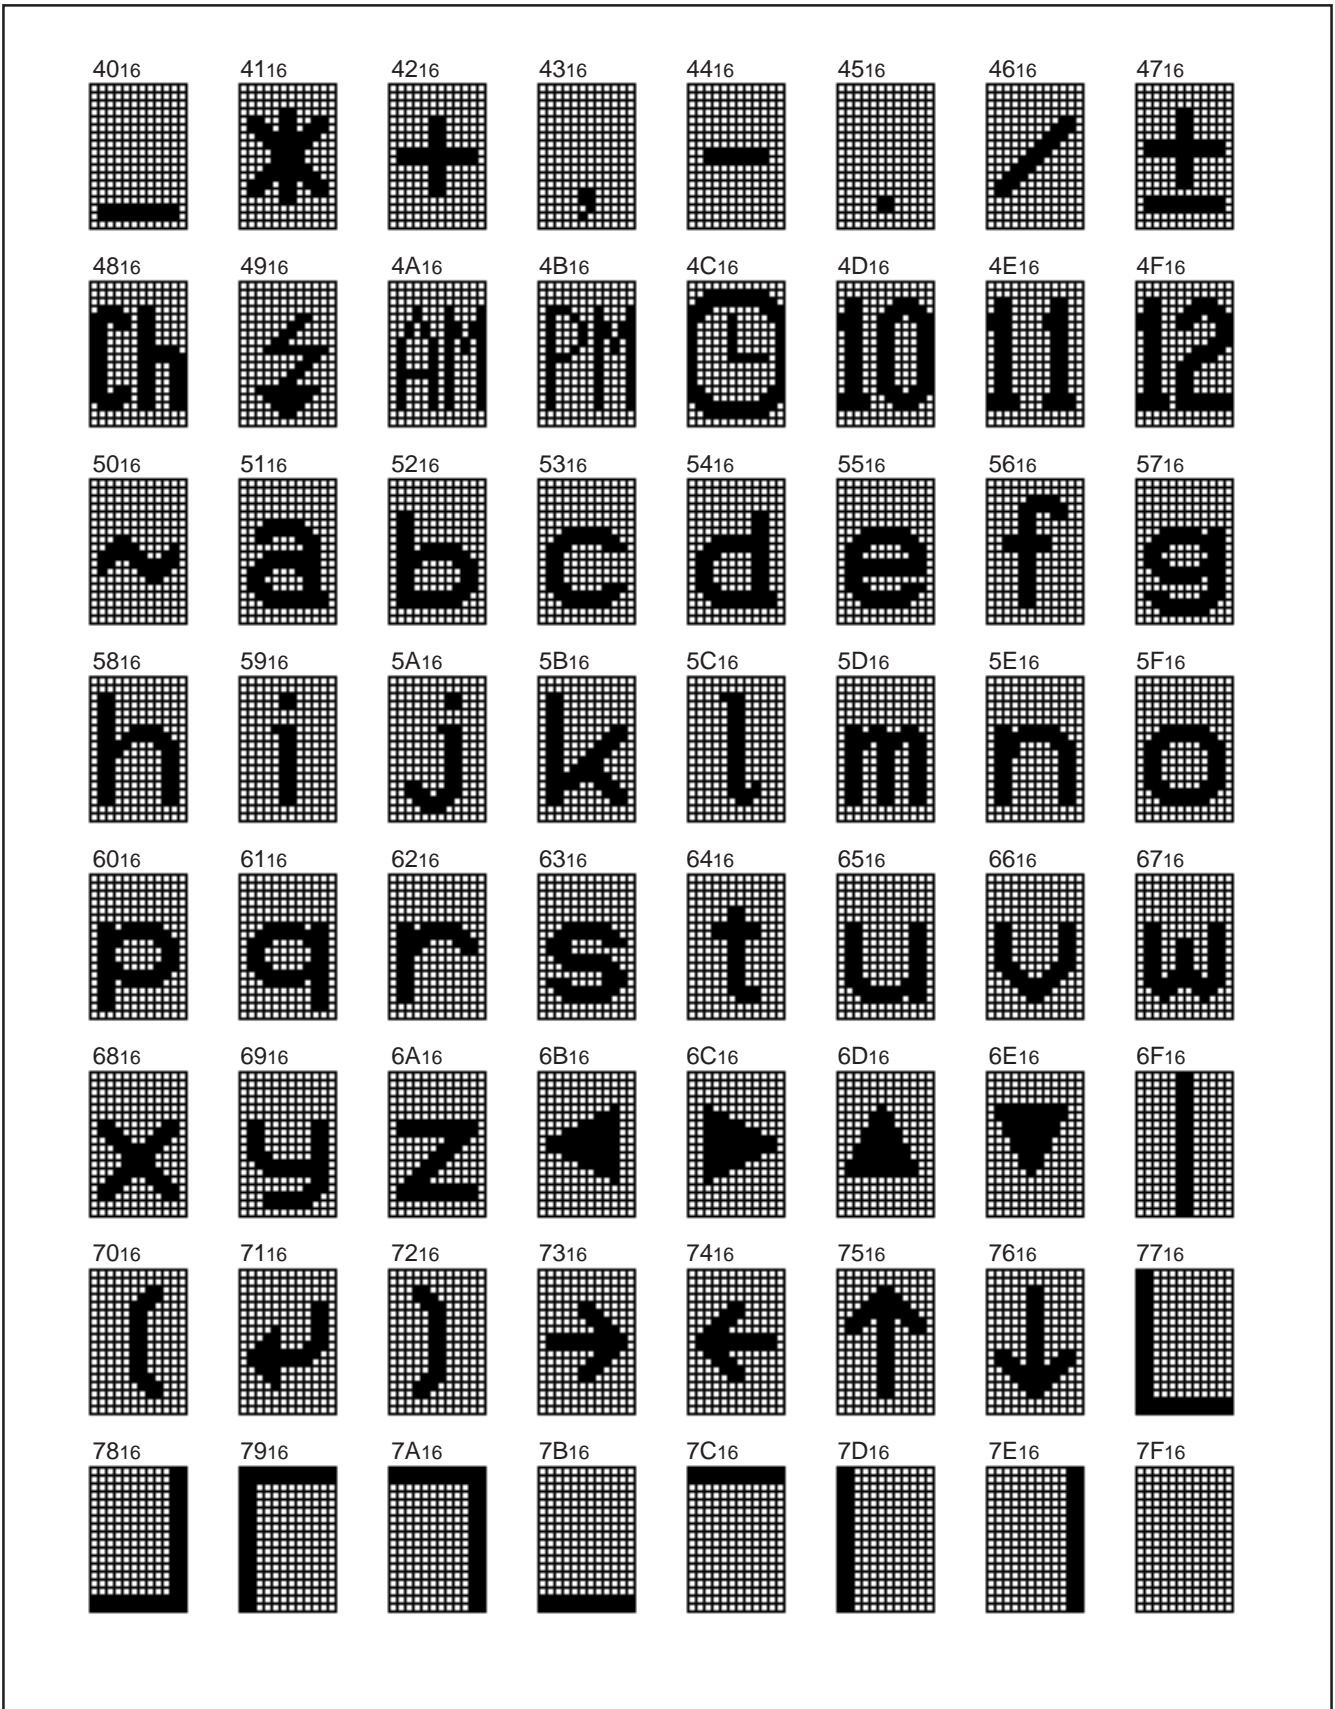 4016 4116 4216 4316 4416 4516 4616 4716
_ * + , - . / ±
4816 4916 4A16 4B16 4C16 4D16 4E16 4F16
Ch AM PM 10 11 12
5016 5116 5216 5316 5416 5516 5616 5716
~ a b c d e f g
5816 5916 5A16 5B16 5C16 5D16 5E16 5F16
h i j k l m n o
6016 6116 6216 6316 6416 6516 6616 6716
p q r s t u v w
6816 6916 6A16 6B16 6C16 6D16 6E16 6F16
x y z ◀ ▶ ▲ ▼ |
7016 7116 7216 7316 7416 7516 7616 7716
( ↲ ) → ← ↑ ↓
7816 7916 7A16 7B16 7C16 7D16 7E16 7F16